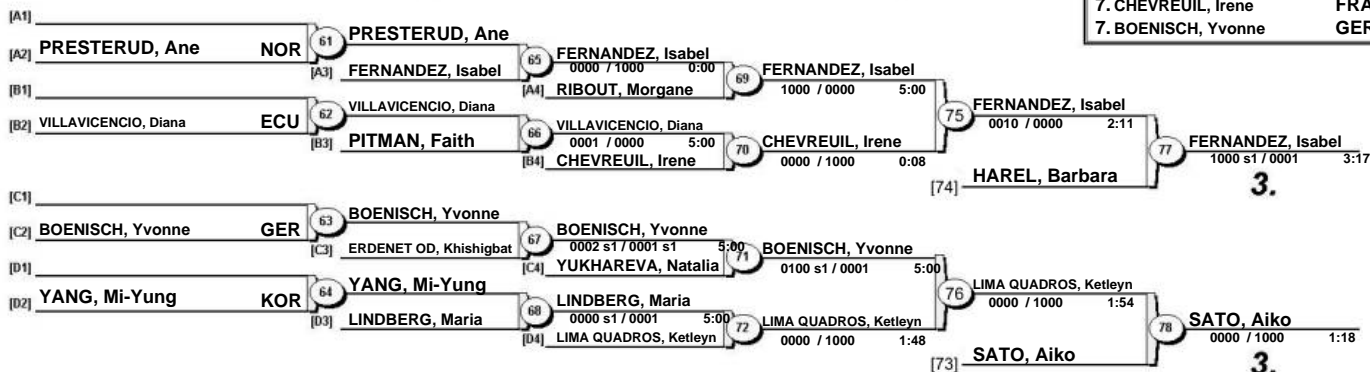 7. CHEVREUIL, Irene FRA
7. BOENISCH, Yvonne GER
[A1]
[A2] PRESTERUD, Ane NOR 61 PRESTERUD, Ane
[A3] FERNANDEZ, Isabel 65 FERNANDEZ, Isabel
0000 / 1000 0:00
[A4] RIBOUT, Morgane 69 FERNANDEZ, Isabel
1000 / 0000 5:00
[B1]
[B2] VILLAVICENCIO, Diana ECU 62 VILLAVICENCIO, Diana
[B3] PITMAN, Faith 66 VILLAVICENCIO, Diana
0001 / 0000 5:00
[B4] CHEVREUIL, Irene 70 CHEVREUIL, Irene
0000 / 1000 0:08
75 FERNANDEZ, Isabel
0010 / 0000 2:11
[74] HAREL, Barbara 77 FERNANDEZ, Isabel
1000 s1 / 0001 3:17
3.
[C1]
[C2] BOENISCH, Yvonne GER 63 BOENISCH, Yvonne
[C3] ERDENET OD, Khishigbat 67 BOENISCH, Yvonne
0002 s1 / 0001 s1 5:00
[C4] YUKHAREVA, Natalia 71 BOENISCH, Yvonne
0100 s1 / 0001 5:00
[D1]
[D2] YANG, Mi-Yung KOR 64 YANG, Mi-Yung
[D3] LINDBERG, Maria 68 LINDBERG, Maria
0000 s1 / 0001 5:00
[D4] LIMA QUADROS, Ketleyn 72 LIMA QUADROS, Ketleyn
0000 / 1000 1:48
76 LIMA QUADROS, Ketleyn
0000 / 1000 1:54
[73] SATO, Aiko 78 SATO, Aiko
0000 / 1000 1:18
3.